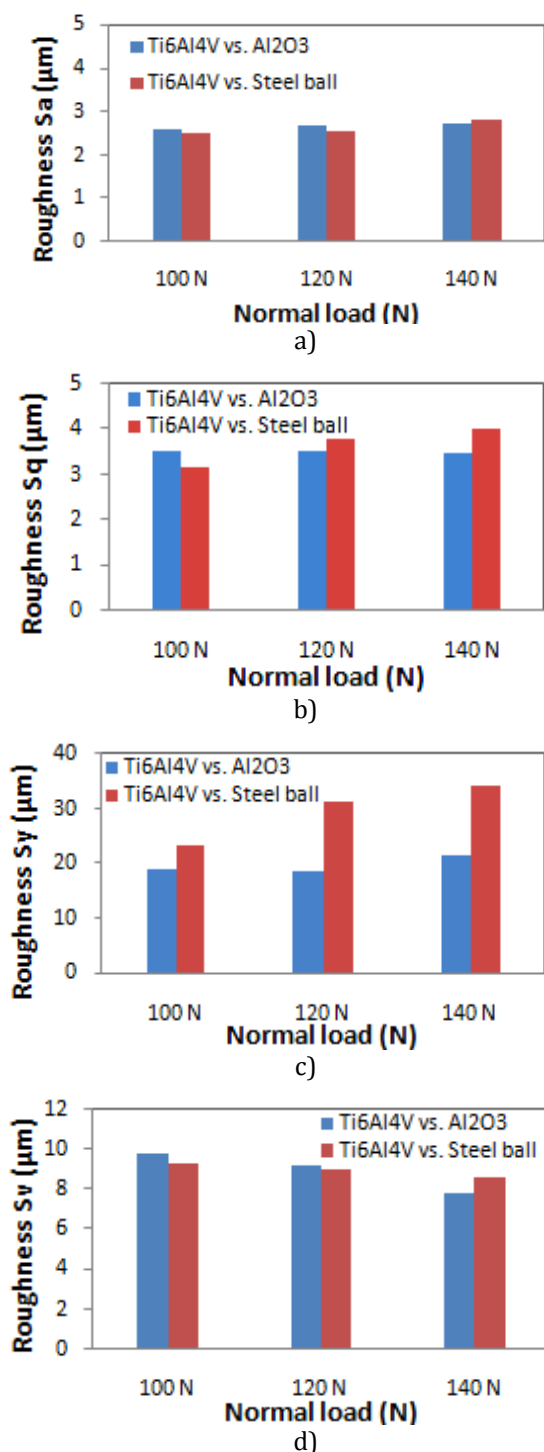 5
Ti6Al4V vs. Al2O3
4
Ti6Al4V vs. Steel ball
3
2
1
0
Roughness Sa (μm)
100 N 120 N 140 N
Normal load (N)
a)
5
Ti6Al4V vs. Al2O3
Ti6Al4V vs. Steel ball
4
3
2
1
0
Roughness Sq (μm)
100 N 120 N 140 N
Normal load (N)
b)
40
Ti6Al4V vs. Al2O3
Ti6Al4V vs. Steel ball
30
20
10
0
Roughness Sy (μm)
100 N 120 N 140 N
Normal load (N)
c)
12
Ti6Al4V vs. Al2O3
10
Ti6Al4V vs. Steel ball
8
6
4
2
0
Roughness Sv (μm)
100 N 120 N 140 N
Normal load (N)
d)